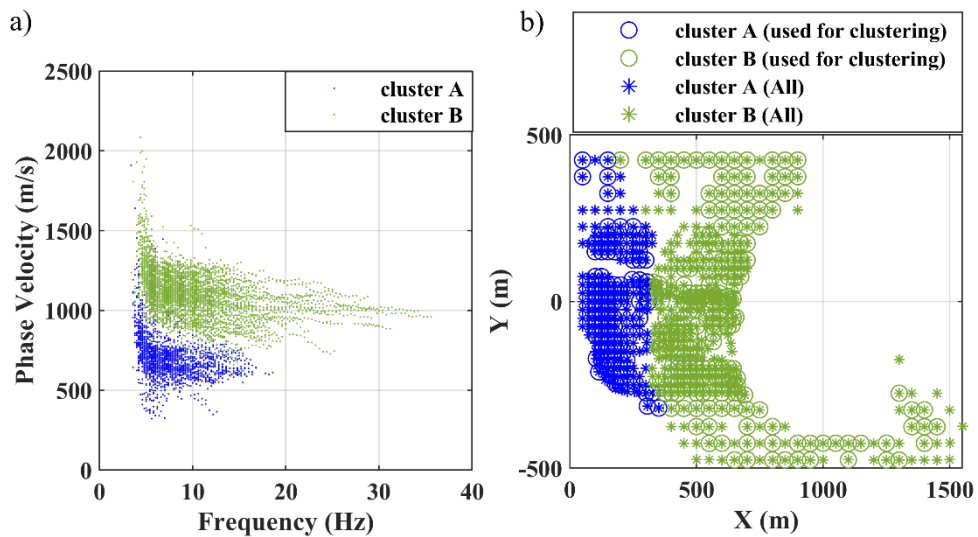 a)
cluster A
cluster B
2500
2000
1500
1000
500
0
Phase Velocity (m/s)
0 10 20 30 40
Frequency (Hz)
b)
cluster A (used for clustering)
cluster B (used for clustering)
cluster A (All)
cluster B (All)
500
0
-500
Y (m)
0 500 1000 1500
X (m)